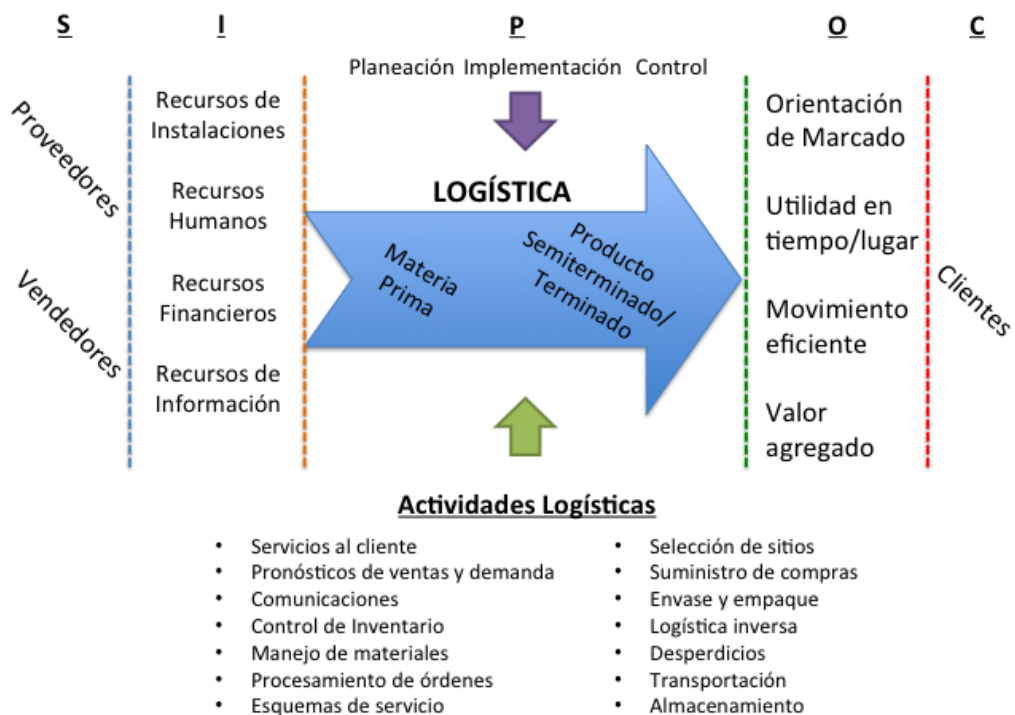 S I P O C
Planeación Implementación Control
Proveedores
Vendedores
Recursos de
Instalaciones
Recursos
Humanos
Recursos
Financieros
Recursos de
Información
LOGÍSTICA
Materia
Prima
Producto
Semiterminado/
Terminado
Orientación
de Marcado
Utilidad en
tiempo/lugar
Movimiento
eficiente
Valor
agregado
Clientes
Actividades Logísticas
• Servicios al cliente
• Pronósticos de ventas y demanda
• Comunicaciones
• Control de Inventario
• Manejo de materiales
• Procesamiento de órdenes
• Esquemas de servicio
• Selección de sitios
• Suministro de compras
• Envase y empaque
• Logística inversa
• Desperdicios
• Transportación
• Almacenamiento